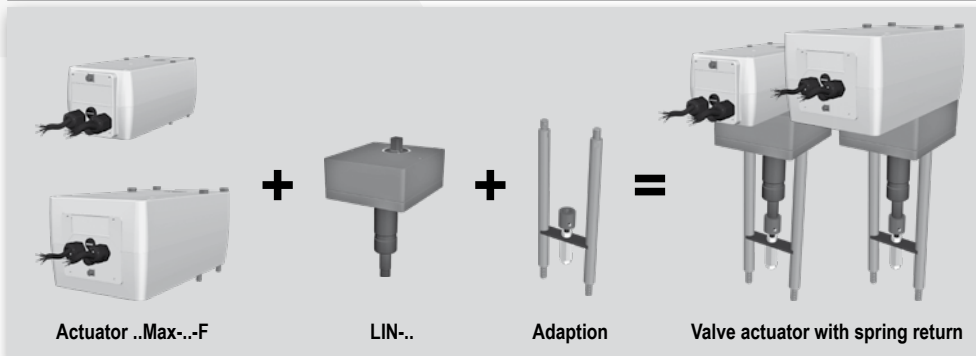 + + =
Actuator ..Max-..-F LIN-.. Adaption Valve actuator with spring return